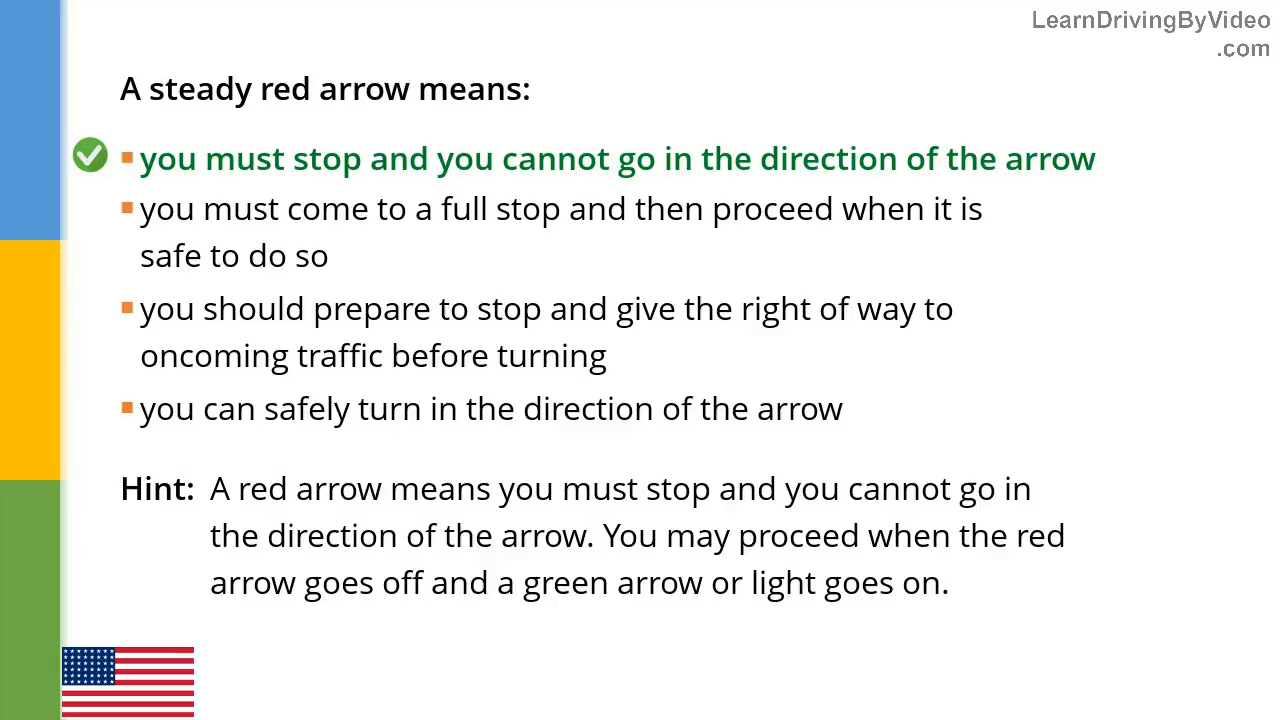 LearnDrivingByVideo
.com
A steady red arrow means:
you must stop and you cannot go in the direction of the arrow
you must come to a full stop and then proceed when it is
safe to do so
you should prepare to stop and give the right of way to
oncoming traffic before turning
you can safely turn in the direction of the arrow
Hint: A red arrow means you must stop and you cannot go in
the direction of the arrow. You may proceed when the red
arrow goes off and a green arrow or light goes on.